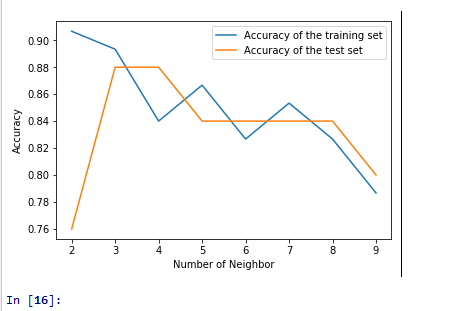 Accuracy of the training set
Accuracy of the test set
0.90
0.88
0.86
0.84
0.82
0.80
0.78
0.76
Accuracy
2 3 4 5 6 7 8 9
Number of Neighbor
In [16]: